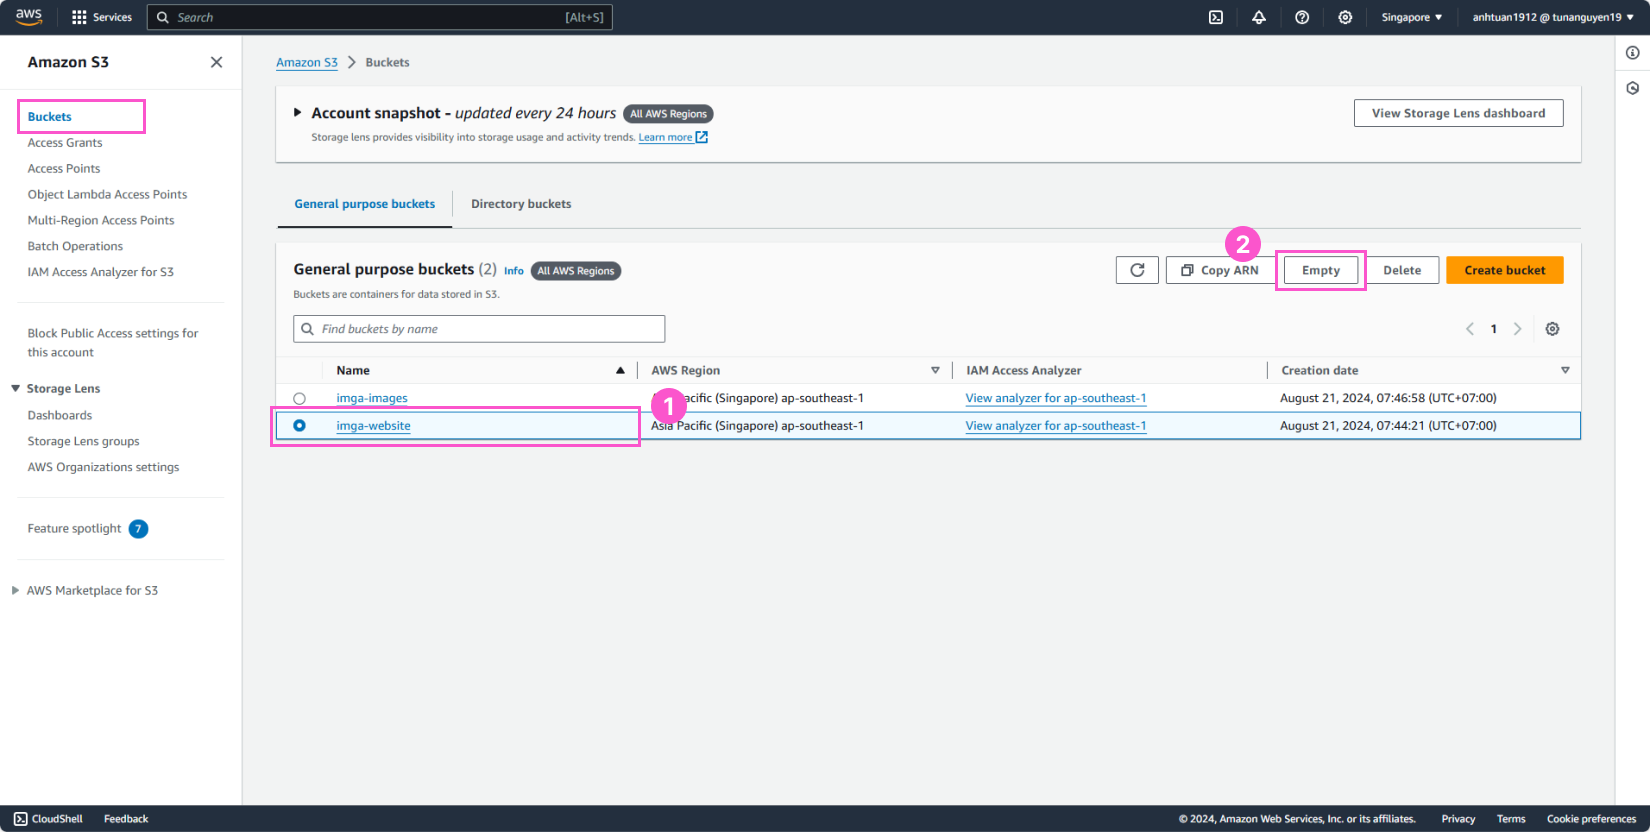 aws
Services
Search
[Alt+S]
Singapore
anhtuan1912 @ tunanguyen19
Amazon S3
Buckets
Access Grants
Access Points
Object Lambda Access Points
Multi-Region Access Points
Batch Operations
IAM Access Analyzer for S3
Block Public Access settings for
this account
Storage Lens
Dashboards
Storage Lens groups
AWS Organizations settings
Feature spotlight 7
AWS Marketplace for S3
Amazon S3 > Buckets
Account snapshot - updated every 24 hours All AWS Regions
Storage lens provides visibility into storage usage and activity trends. Learn more
View Storage Lens dashboard
General purpose buckets
Directory buckets
General purpose buckets (2) Info All AWS Regions
Buckets are containers for data stored in S3.
2
Copy ARN
Empty
Delete
Create bucket
Find buckets by name
1
Name AWS Region IAM Access Analyzer Creation date
imga-images acific (Singapore) ap-southeast-1 View analyzer for ap-southeast-1 August 21, 2024, 07:46:58 (UTC+07:00)
1
imga-website Asia Pacific (Singapore) ap-southeast-1 View analyzer for ap-southeast-1 August 21, 2024, 07:44:21 (UTC+07:00)
CloudShell Feedback © 2024, Amazon Web Services, Inc. or its affiliates. Privacy Terms Cookie preferences